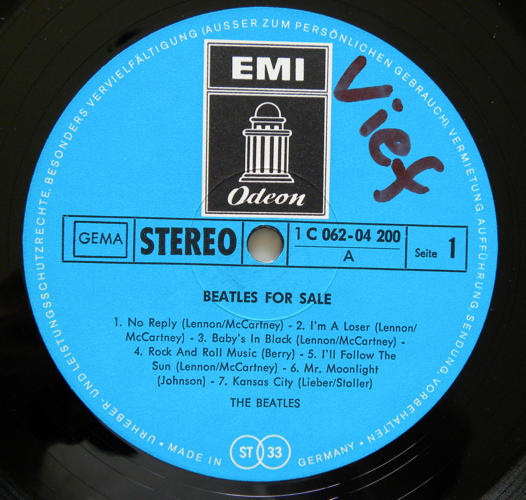 URHEBER- UND LEISTUNGSSCHUTZRECHTE, BESONDERS VERVIELFÄLTIGUNG (AUSSER ZUM PERSÖNLICHEN GEBRAUCH), VERMIETUNG, AUFFÜHRUNG, SENDUNG, VORBEHALTEN
EMI
Odeon
Vief
GEMA STEREO 1 C 062-04 200
A
Seite 1
BEATLES FOR SALE
1. No Reply (Lennon/McCartney) - 2. I'm A Loser (Lennon/
McCartney) - 3. Baby's In Black (Lennon/McCartney) -
4. Rock And Roll Music (Berry) - 5. I'll Follow The
Sun (Lennon/McCartney) - 6. Mr. Moonlight
(Johnson) - 7. Kansas City (Lieber/Stoller)
THE BEATLES
• MADE IN GERMANY •
ST 33